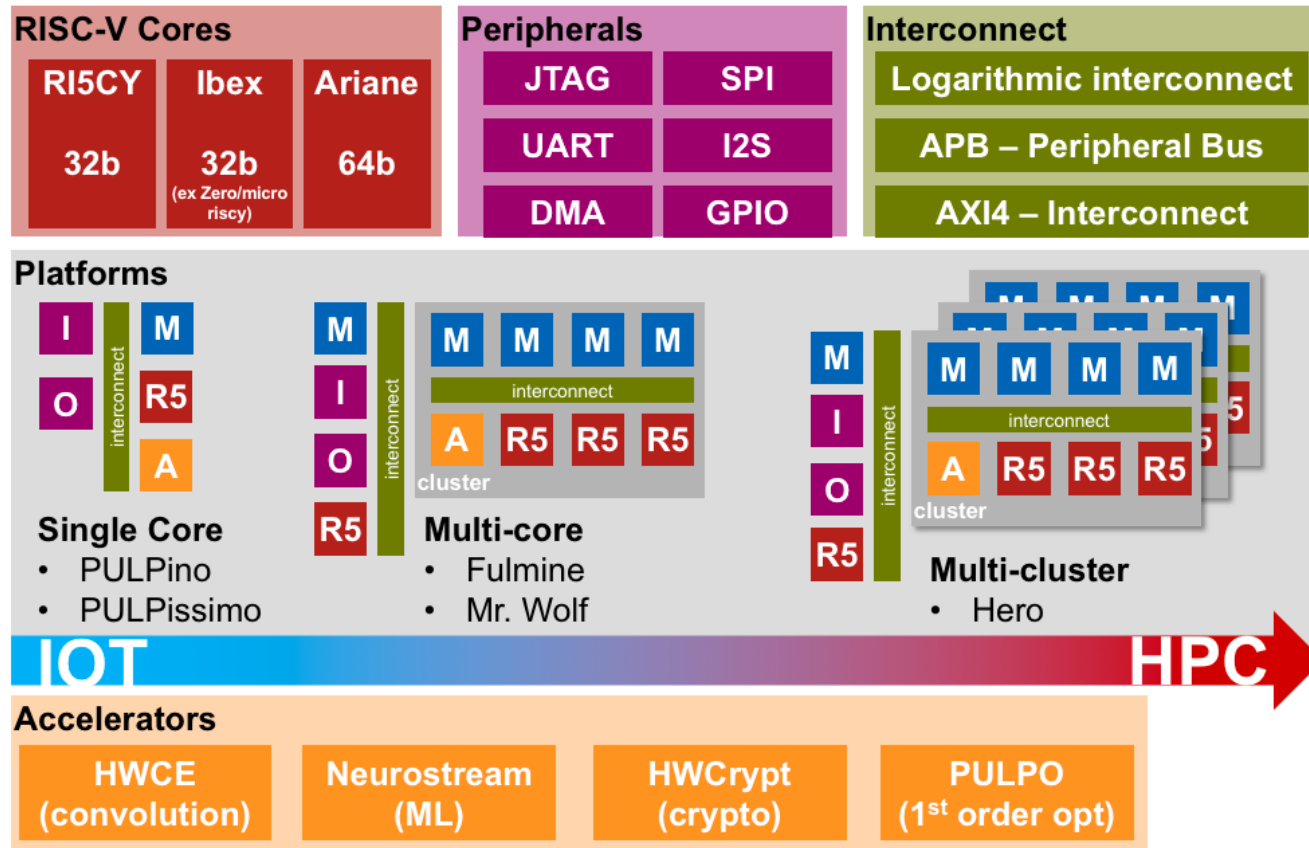 RISC-V Cores
RI5CY
32b
Ibex
32b
(ex Zero/micro
riscy)
Ariane
64b
Peripherals
JTAG
SPI
UART
I2S
DMA
GPIO
Interconnect
Logarithmic interconnect
APB – Peripheral Bus
AXI4 – Interconnect
Platforms
I
O
interconnect
M
R5
A
Single Core
• PULPino
• PULPissimo
M
I
O
R5
interconnect
M M M M
interconnect
A R5 R5 R5
cluster
Multi-core
• Fulmine
• Mr. Wolf
M
I
O
R5
interconnect
M M M M
M M M M
M M M M
interconnect
A R5 R5 R5
cluster
R5
R5
Multi-cluster
• Hero
IOT
HPC
Accelerators
HWCE
(convolution)
Neurostream
(ML)
HWCrypt
(crypto)
PULPO
(1st order opt)